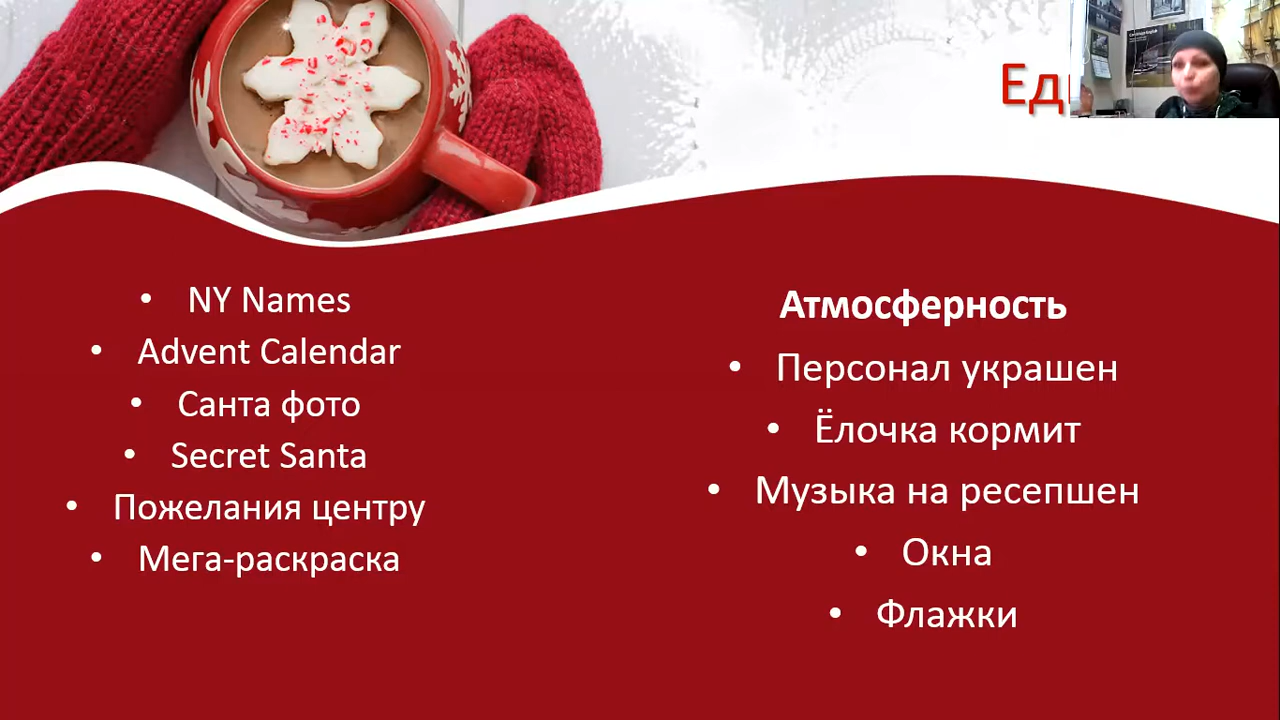 NY Names
Advent Calendar
Санта фото
Secret Santa
Пожелания центру
Мега-раскраска
Атмосферность
Персонал украшен
Ёлочка кормит
Музыка на ресепшен
Окна
Флажки